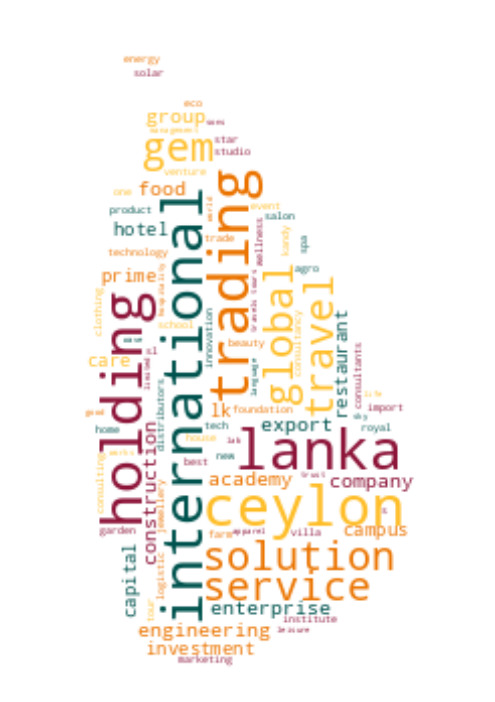 energy
solar
eco
group
management
star
gem
studio
venture
one
food
world
product
event
salon
hotel
trade
international
trading
wellness
kandy
spa
technology
prime
hospitality
agro
holding
clothing
global
travel
travels
tours
school
innovation
consultancy
restaurant
beauty
care
sl
limited
language
consultants
distributors
life
lk
foundation
import
good
home
tech
export
sky
royal
house
lab
lanka
construction
best
new
consulting
works
academy
trust
company
jewellery
ceylon
garden
farm
apparel
villa
campus
solution
capital
logistic
service
tour
enterprise
institute
engineering
leisure
investment
marketing